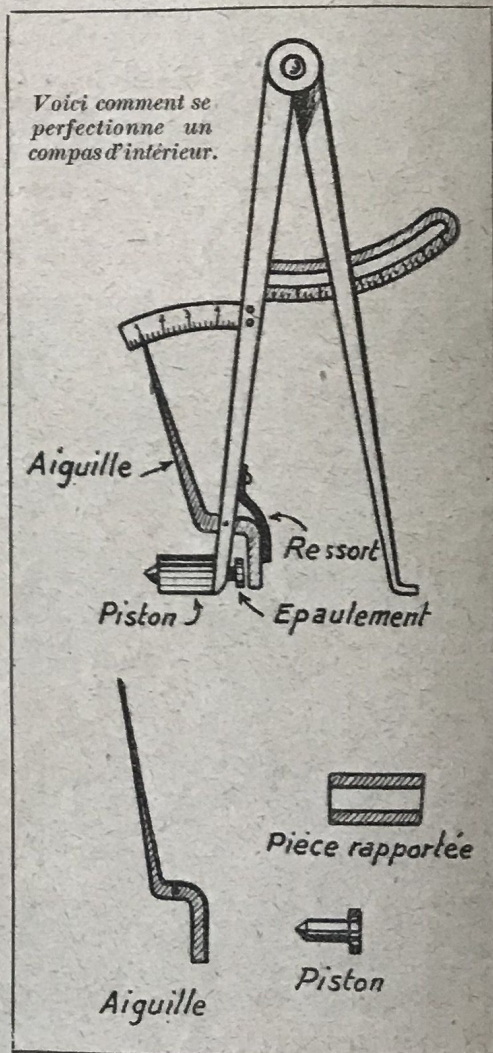 Voici comment se
perfectionne un
compas d'intérieur.
Aiguille
Ressort
Piston
Epaulement
Pièce rapportée
Piston
Aiguille